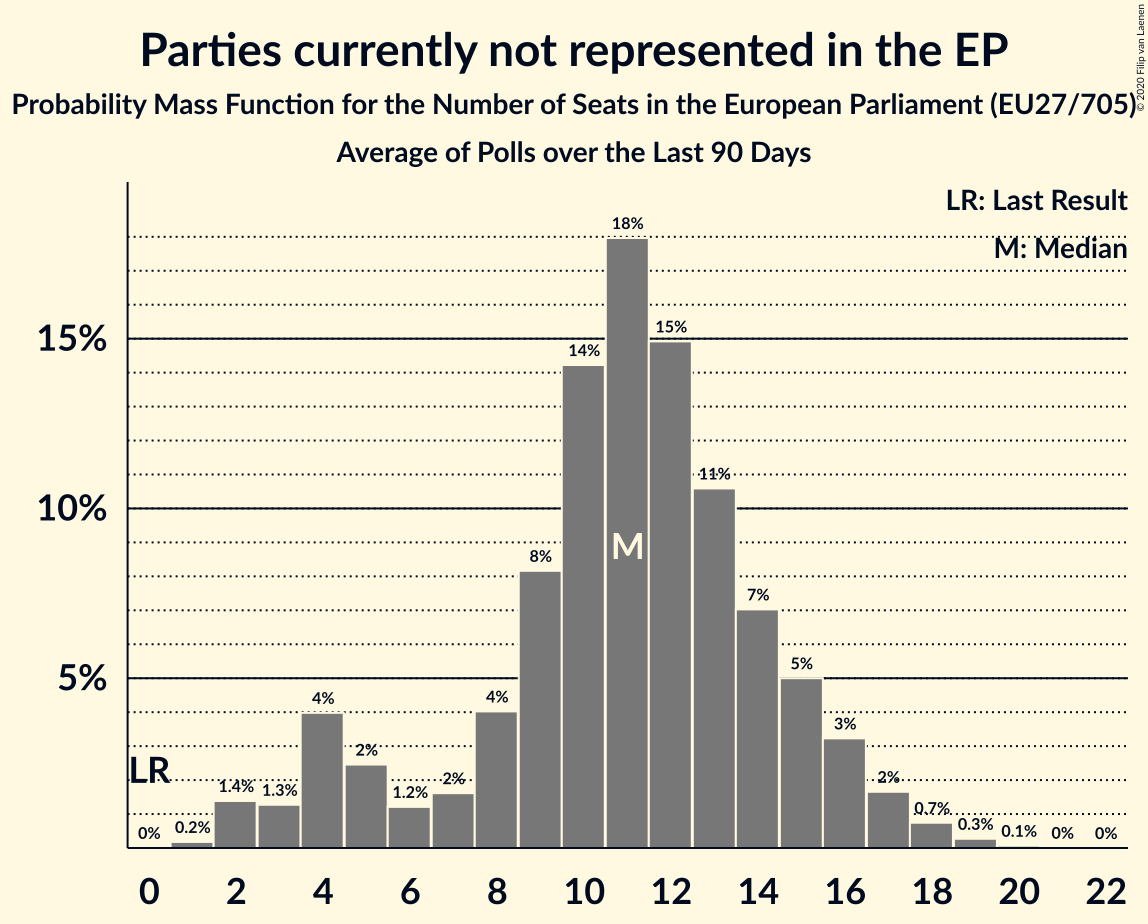 Parties currently not represented in the EP
Probability Mass Function for the Number of Seats in the European Parliament (EU27/705)
Average of Polls over the Last 90 Days
© 2020 Filip van Laenen
LR: Last Result
M: Median
15%
10%
5%
LR
M
0%
0.2%
1.4%
1.3%
4%
2%
1.2%
2%
4%
8%
14%
18%
15%
11%
7%
5%
3%
2%
0.7%
0.3%
0.1%
0%
0%
0 2 4 6 8 10 12 14 16 18 20 22